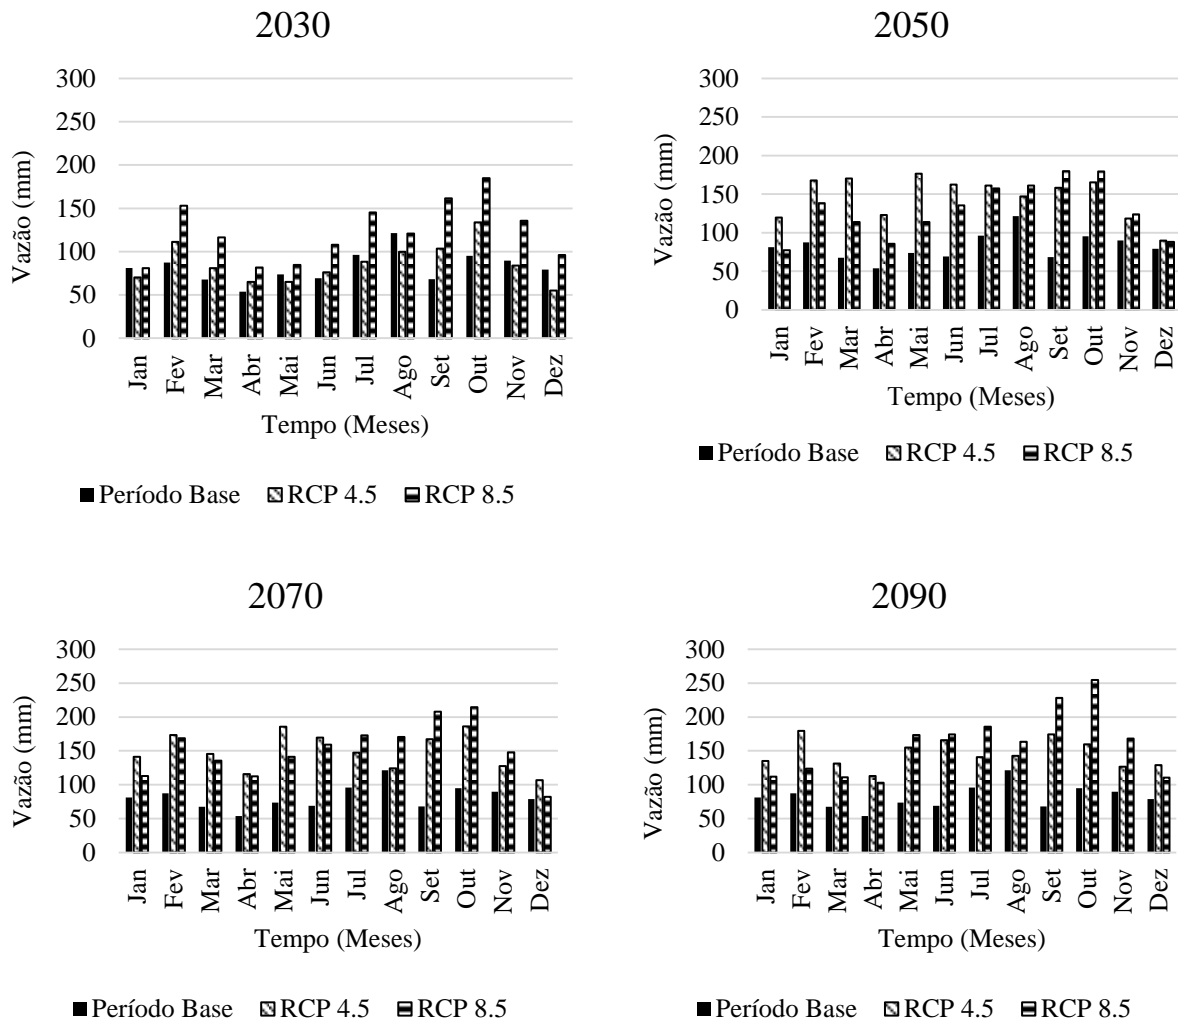 2030
300
250
200
150
100
50
0
Vazão (mm)
Jan
Fev
Mar
Abr
Mai
Jun
Jul
Ago
Set
Out
Nov
Dez
Tempo (Meses)
Período Base RCP 4.5 RCP 8.5
2050
300
250
200
150
100
50
0
Vazão (mm)
Jan
Fev
Mar
Abr
Mai
Jun
Jul
Ago
Set
Out
Nov
Dez
Tempo (Meses)
Período Base RCP 4.5 RCP 8.5
2070
300
250
200
150
100
50
0
Vazão (mm)
Jan
Fev
Mar
Abr
Mai
Jun
Jul
Ago
Set
Out
Nov
Dez
Tempo (Meses)
Período Base RCP 4.5 RCP 8.5
2090
300
250
200
150
100
50
0
Vazão (mm)
Jan
Fev
Mar
Abr
Mai
Jun
Jul
Ago
Set
Out
Nov
Dez
Tempo (Meses)
Período Base RCP 4.5 RCP 8.5